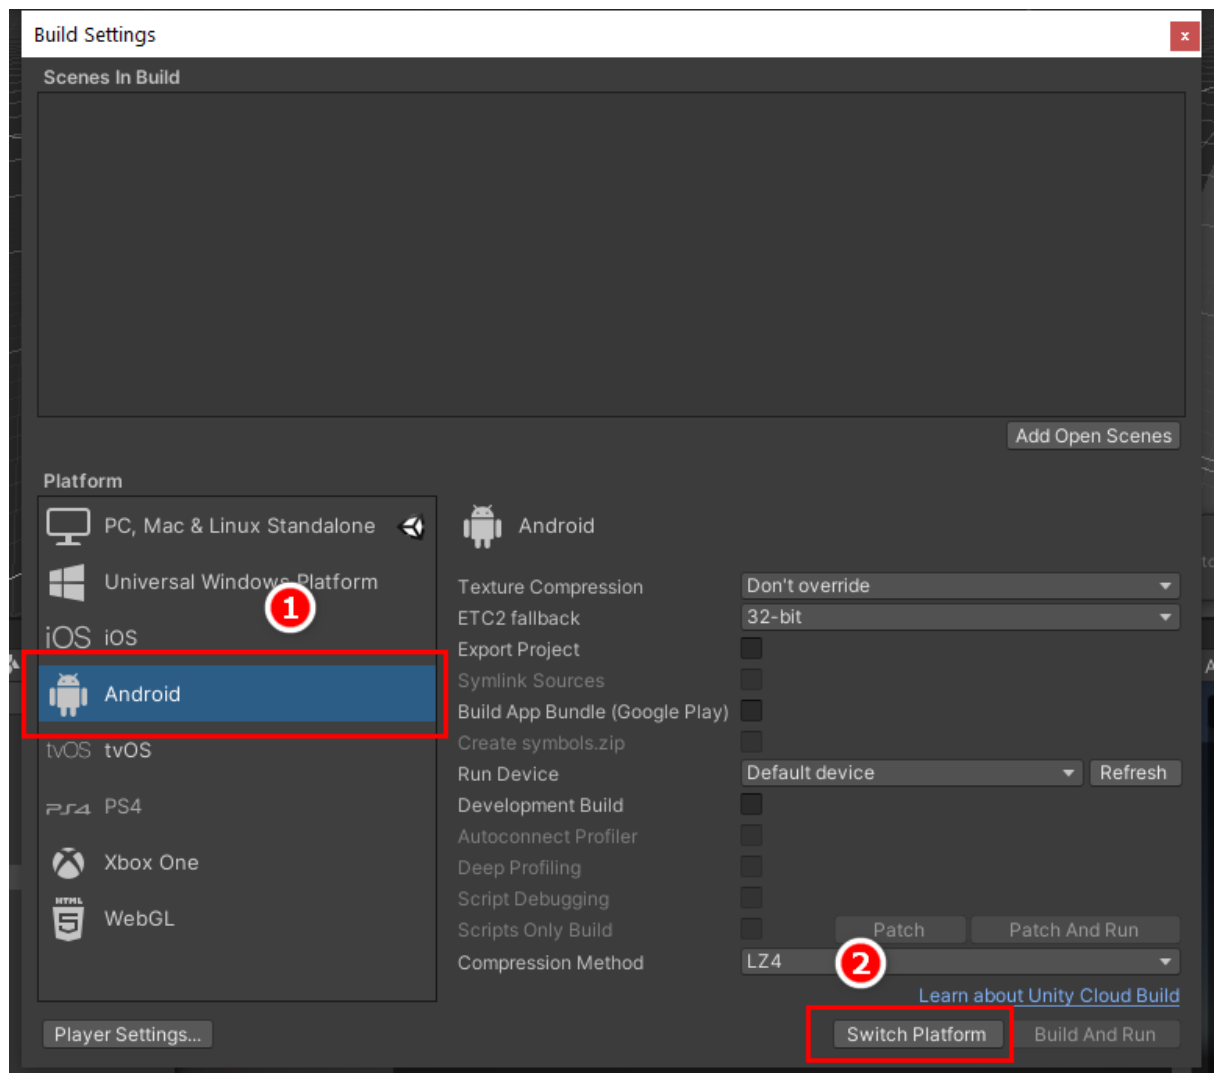 Build Settings
x
Scenes In Build
Add Open Scenes
Platform
PC, Mac & Linux Standalone
Universal Windows Platform
1
iOS iOS
Android
tvOS tvOS
PS4 PS4
Xbox One
HTML
5 WebGL
Player Settings...
Android
Texture Compression Don't override
ETC2 fallback 32-bit
Export Project
Symlink Sources
Build App Bundle (Google Play)
Create symbols.zip
Run Device Default device Refresh
Development Build
Autoconnect Profiler
Deep Profiling
Script Debugging
Scripts Only Build Patch Patch And Run
Compression Method LZ4
2
Learn about Unity Cloud Build
Switch Platform Build And Run